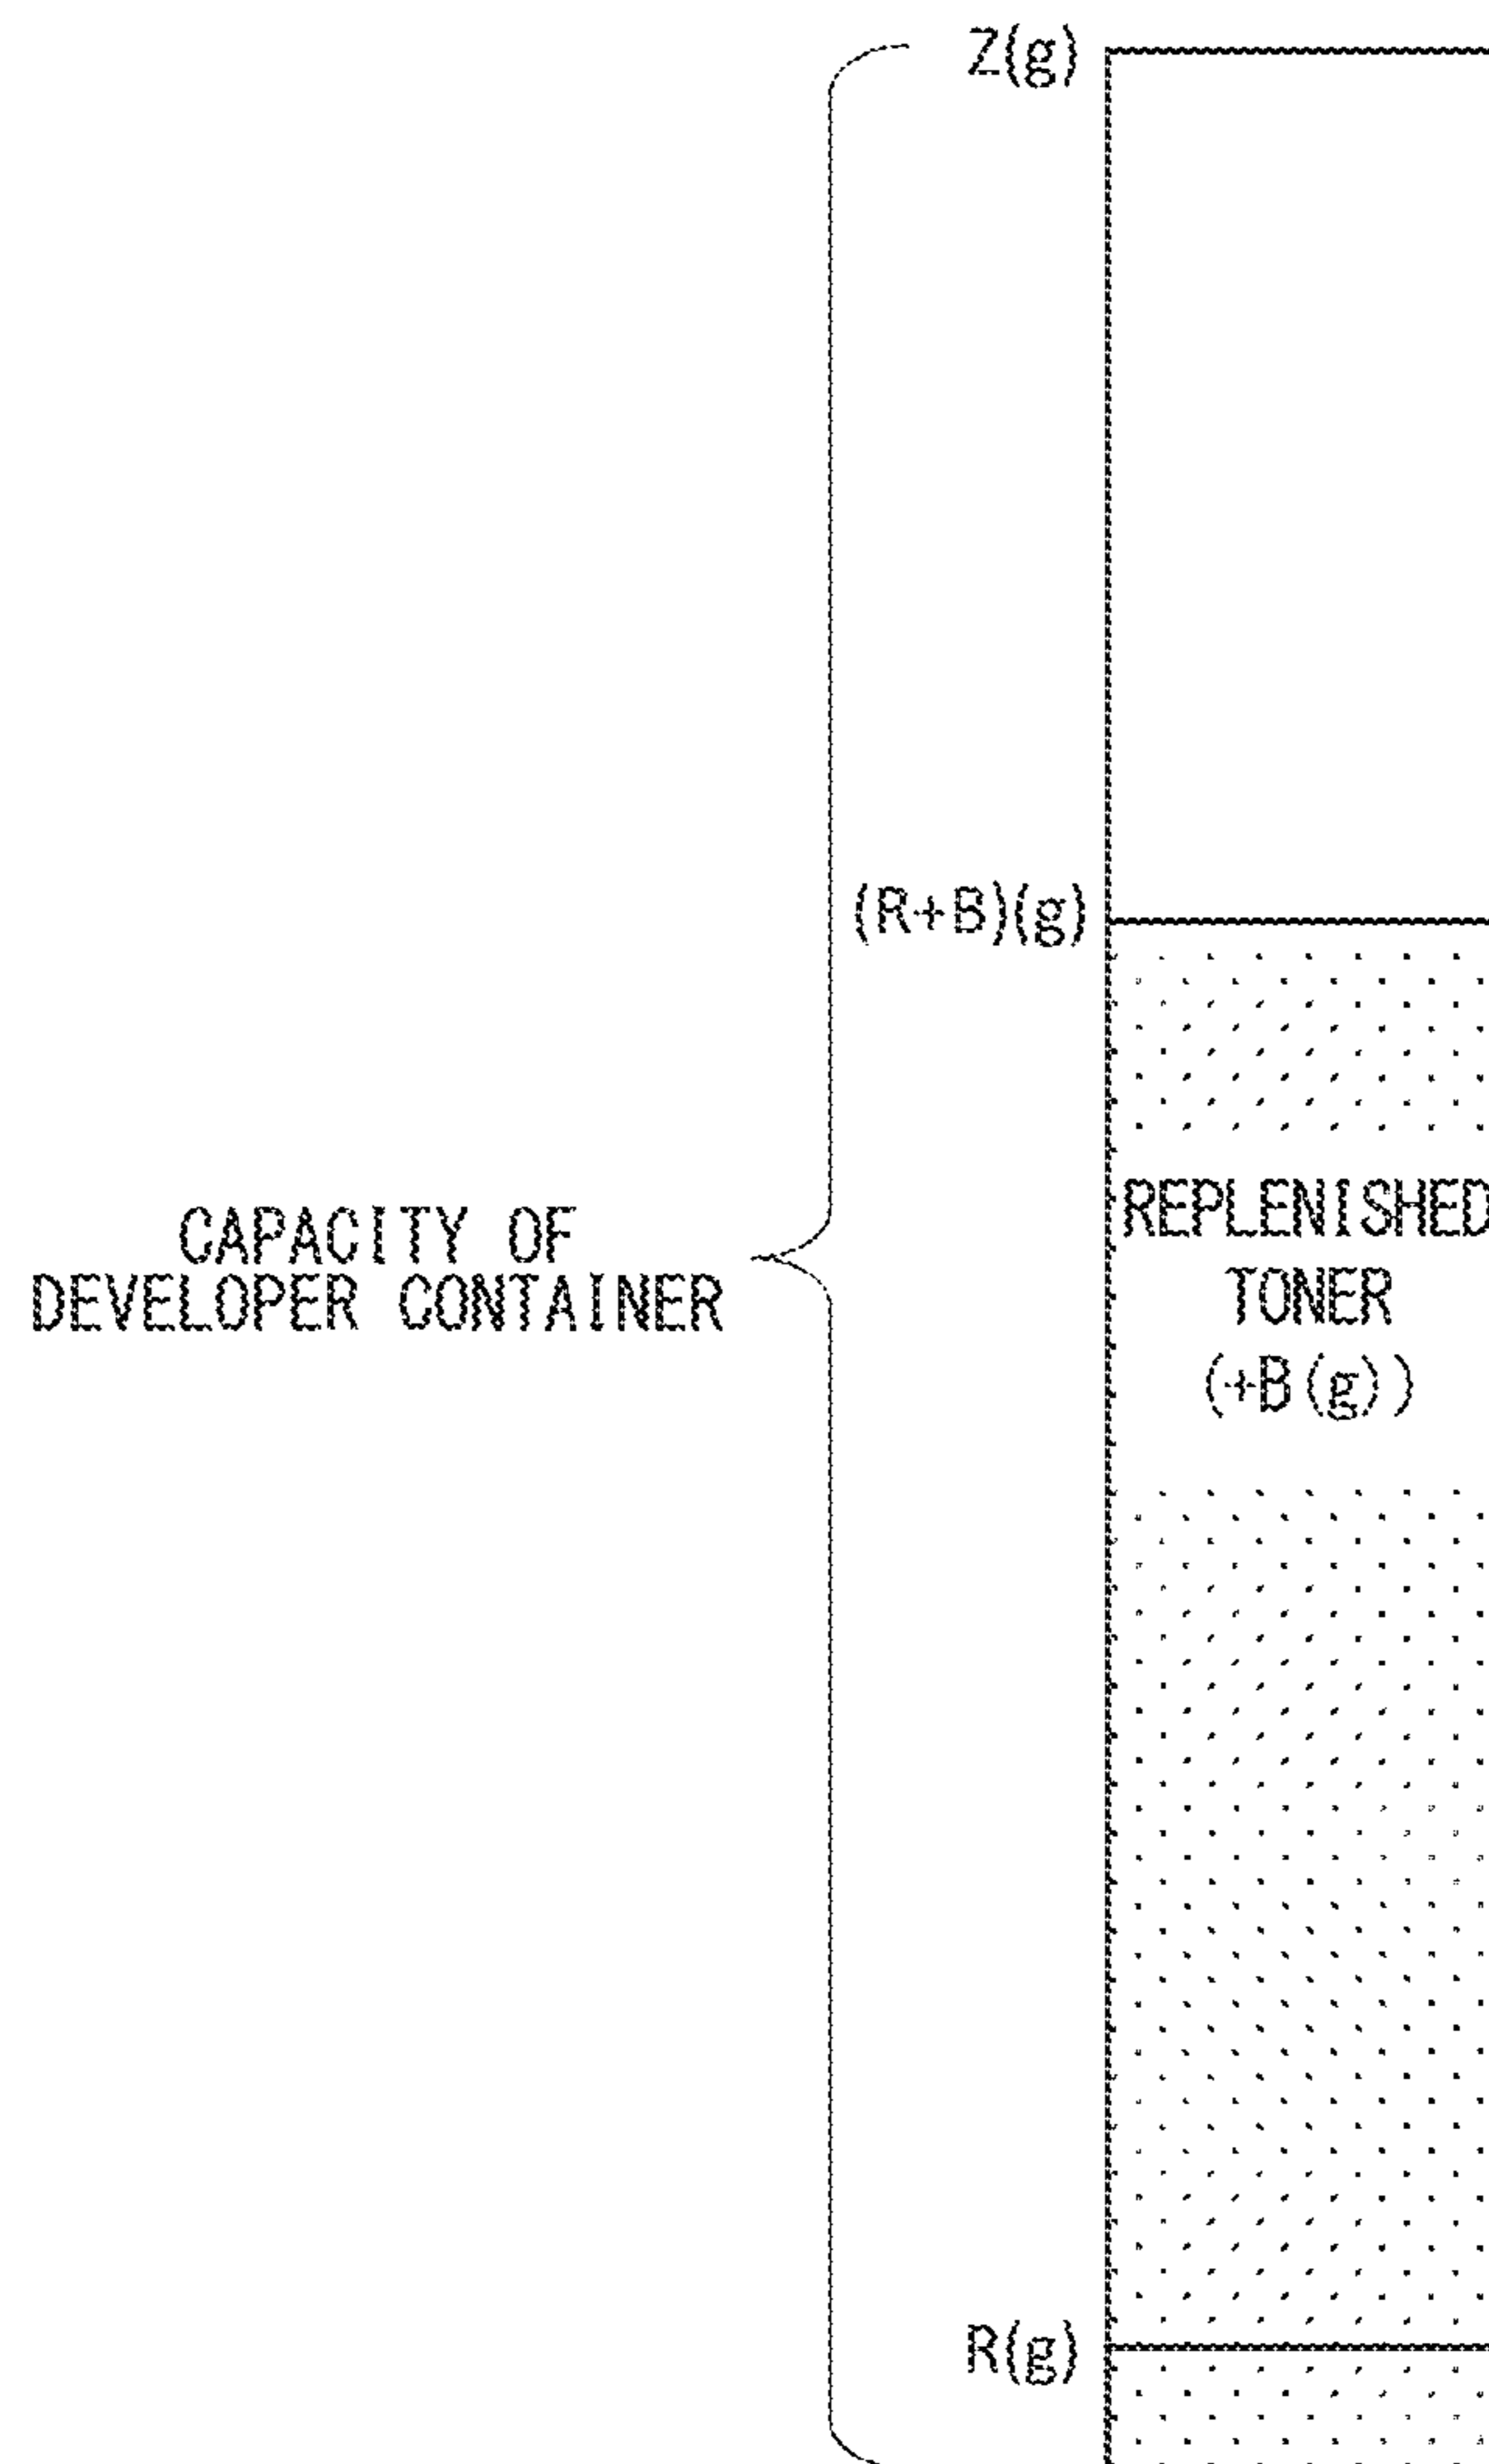 Z(g)
(R+B)(g)
CAPACITY OF
DEVELOPER CONTAINER
REPLENISHED
TONER
(+B(g))
R(g)